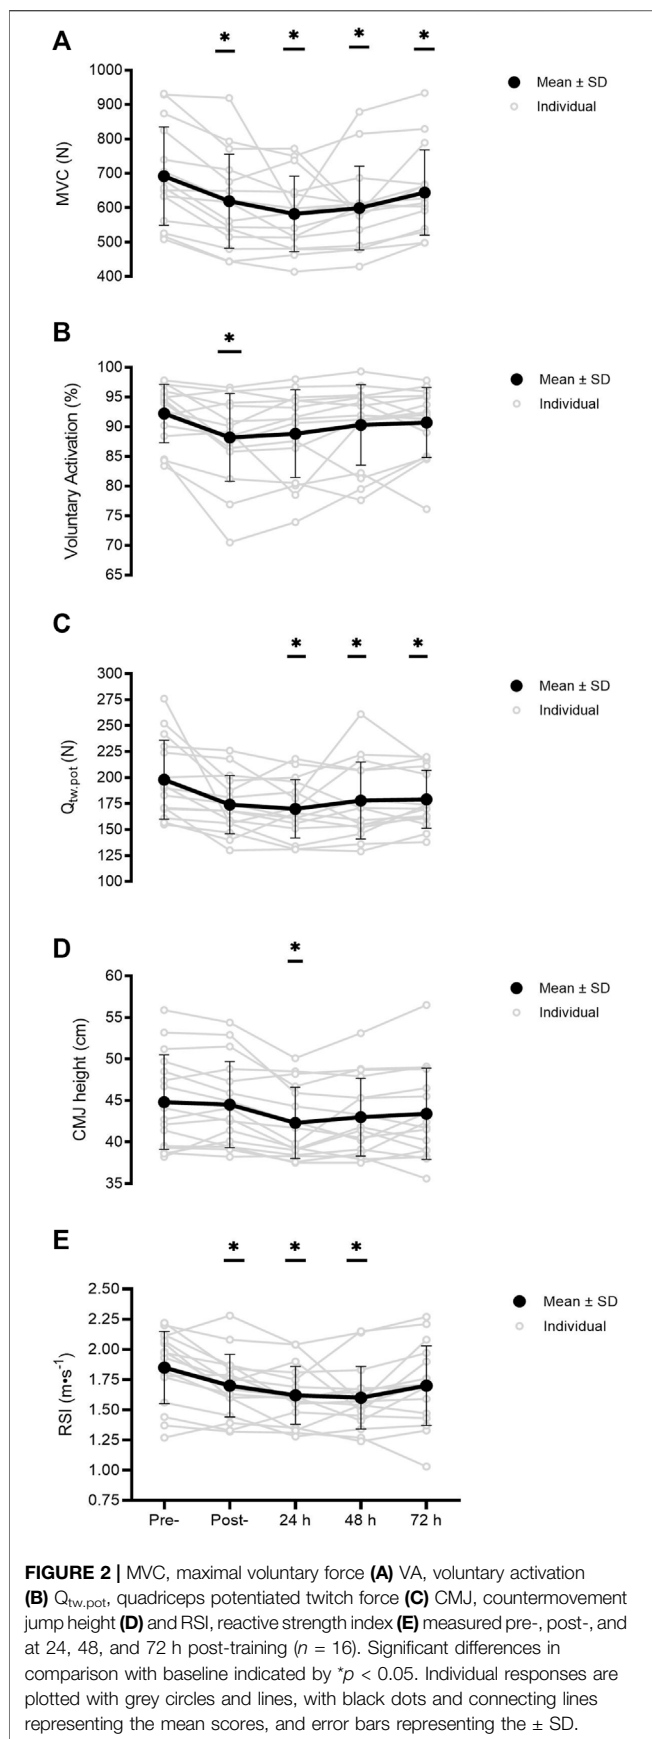 A
* * * *
1000
900
800
700
600
500
400
MVC (N)
Mean ± SD
Individual
B
*
100
95
90
85
80
75
70
65
Voluntary Activation (%)
Mean ± SD
Individual
C
* * *
300
275
250
225
200
175
150
125
100
Qtw.pot (N)
Mean ± SD
Individual
D
*
60
55
50
45
40
35
CMJ height (cm)
Mean ± SD
Individual
E
* * *
2.50
2.25
2.00
1.75
1.50
1.25
1.00
0.75
RSI (m•s-1)
Mean ± SD
Individual
Pre- Post- 24 h 48 h 72 h
FIGURE 2 | MVC, maximal voluntary force (A) VA, voluntary activation
(B) Qtw.pot, quadriceps potentiated twitch force (C) CMJ, countermovement
jump height (D) and RSI, reactive strength index (E) measured pre-, post-, and
at 24, 48, and 72 h post-training (n = 16). Significant differences in
comparison with baseline indicated by *p < 0.05. Individual responses are
plotted with grey circles and lines, with black dots and connecting lines
representing the mean scores, and error bars representing the ± SD.